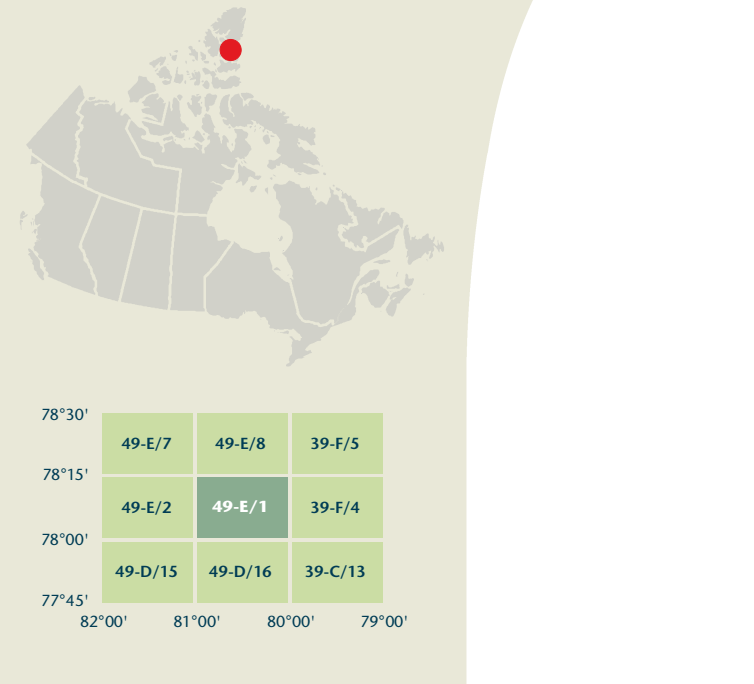 78°30'
49-E/7 49-E/8 39-F/5
78°15'
49-E/2 49-E/1 39-F/4
78°00'
49-D/15 49-D/16 39-C/13
77°45'
82°00' 81°00' 80°00' 79°00'